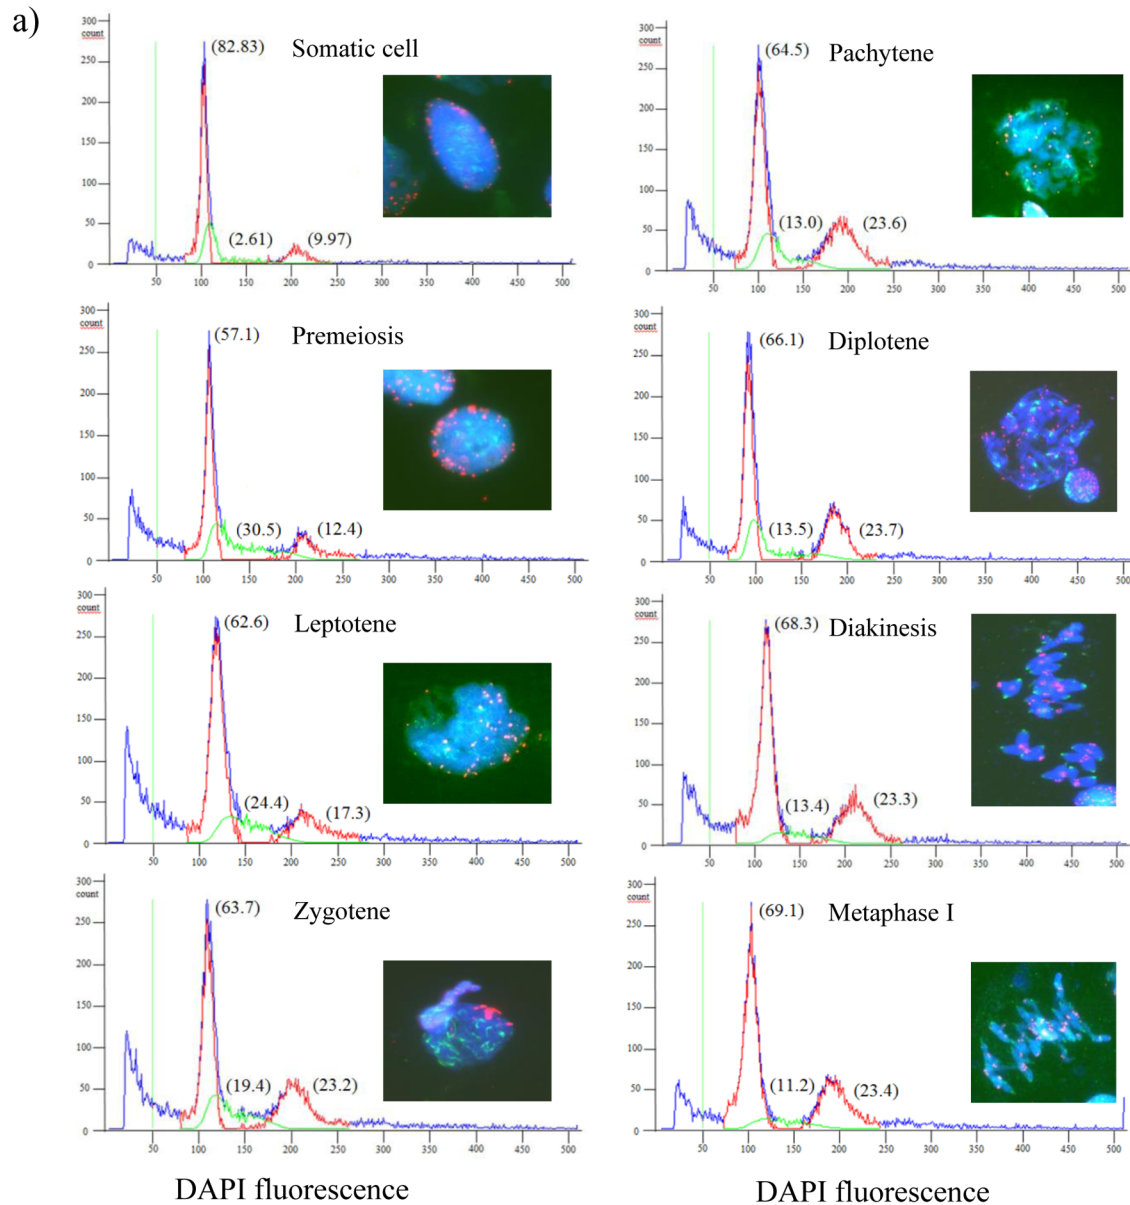 a)
300
count
250
200
150
100
50
0
50 100 150 200 250 300 350 400 450 500
(82.83)
Somatic cell
(2.61)
(9.97)
300
count
250
200
150
100
50
0
50 100 150 200 250 300 350 400 450 500
(57.1)
Premeiosis
(30.5)
(12.4)
300
count
250
200
150
100
50
0
50 100 150 200 250 300 350 400 450 500
(62.6)
Leptotene
(24.4)
(17.3)
300
count
250
200
150
100
50
0
50 100 150 200 250 300 350 400 450 500
(63.7)
Zygotene
(19.4)
(23.2)
DAPI fluorescence
300
count
250
200
150
100
50
0
50 100 150 200 250 300 350 400 450 500
(64.5)
Pachytene
(13.0)
(23.6)
300
count
250
200
150
100
50
0
50 100 150 200 250 300 350 400 450 500
(66.1)
Diplotene
(13.5)
(23.7)
300
count
250
200
150
100
50
0
50 100 150 200 250 300 350 400 450 500
(68.3)
Diakinesis
(13.4)
(23.3)
300
count
250
200
150
100
50
0
50 100 150 200 250 300 350 400 450 500
(69.1)
Metaphase I
(11.2)
(23.4)
DAPI fluorescence